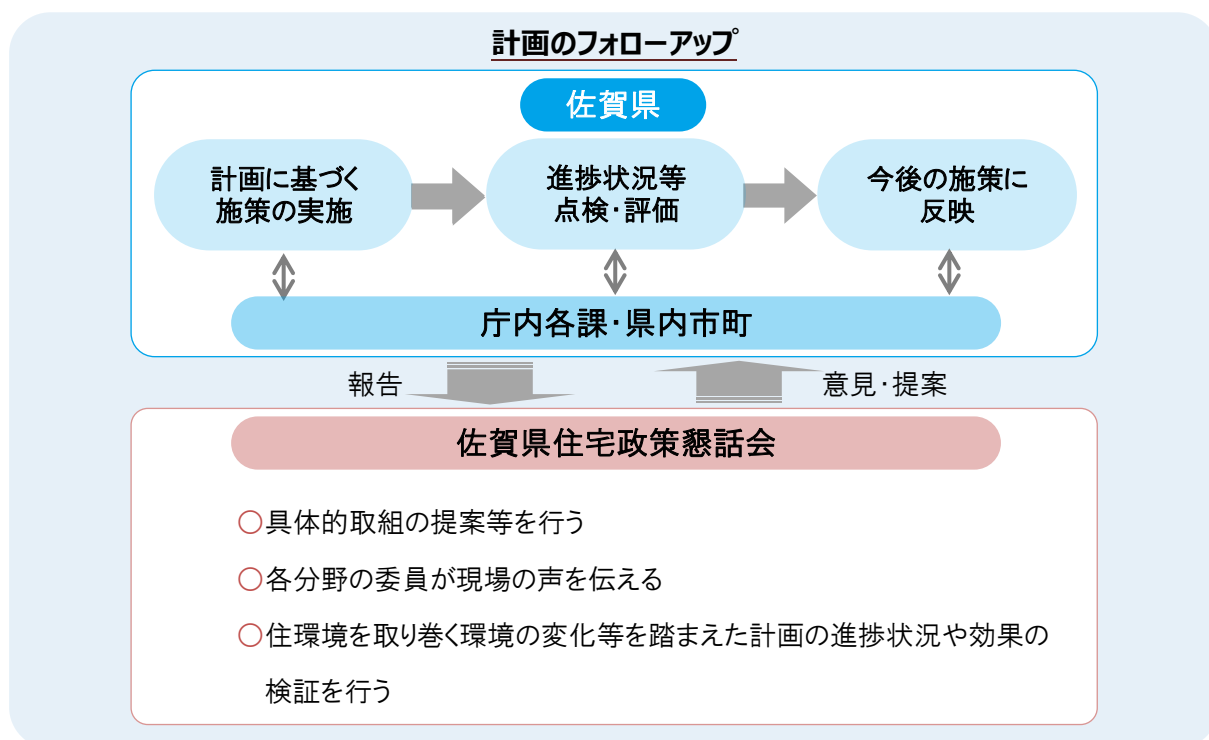 計画のフォローアップ
佐賀県
計画に基づく
施策の実施
進捗状況等
点検・評価
今後の施策に
反映
庁内各課・県内市町
報告
意見・提案
佐賀県住宅政策懇話会
○具体的取組の提案等を行う
○各分野の委員が現場の声を伝える
○住環境を取り巻く環境の変化等を踏まえた計画の進捗状況や効果の
検証を行う